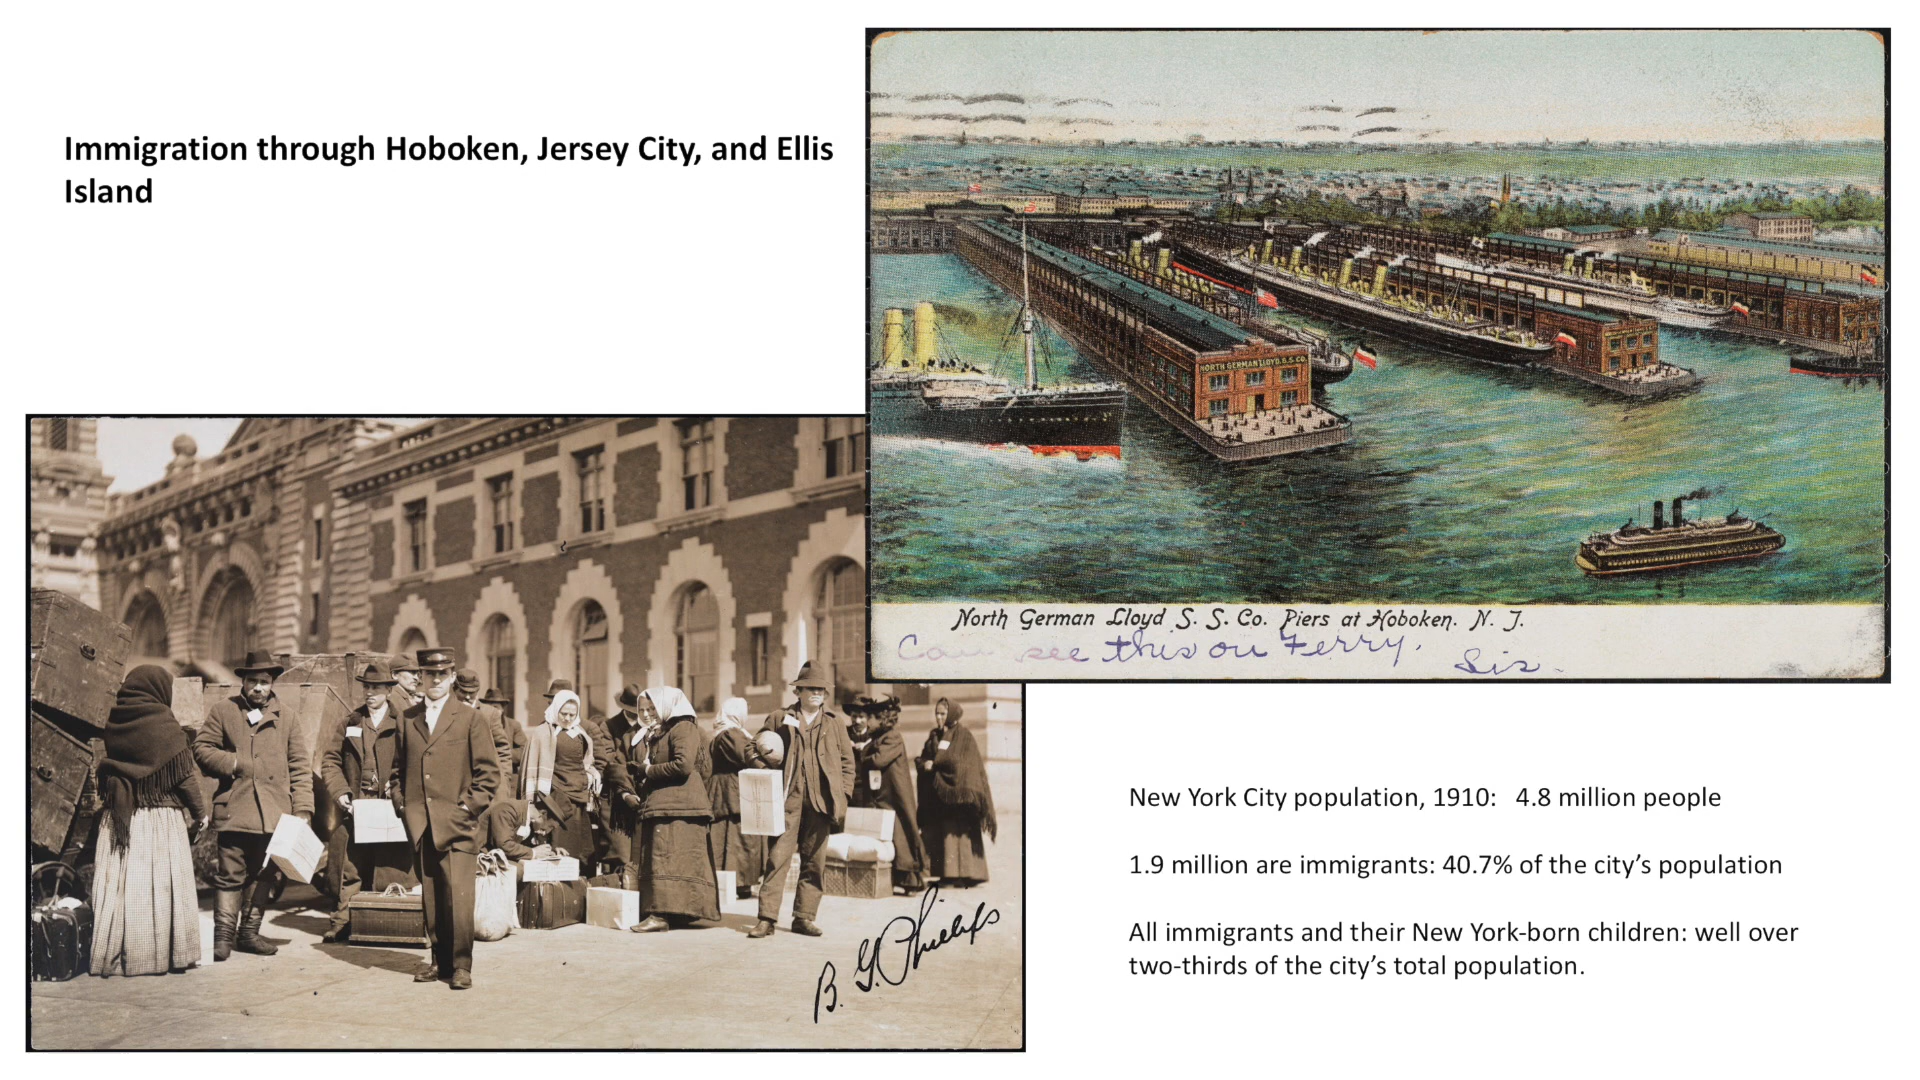 Immigration through Hoboken, Jersey City, and Ellis
Island
NORTH GERMAN LLOYD S.S. CO.
North German Lloyd S. S. Co. Piers at Hoboken. N. J.
Can see this on Ferry. Sis.
B. G. Phillips
New York City population, 1910: 4.8 million people
1.9 million are immigrants: 40.7% of the city’s population
All immigrants and their New York-born children: well over
two-thirds of the city’s total population.